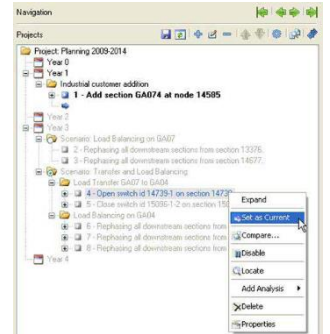 Navigation
Projects
Project: Planning 2009-2014
Year 0
Year 1
Industrial customer addition
1 - Add section GA074 at node 14585
Year 2
Year 3
Scenario: Load Balancing on GA07
2 - Rephasing all downstream sections from section 13376.
3 - Rephasing all downstream sections from section 14677.
Scenario: Transfer and Load Balancing
Load Transfer GA07 to GA04
4 - Open switch id 14739-1 on section 1473
5 - Close switch id 15096-1-2 on section 150
Load Balancing on GA04
6 - Rephasing all downstream sections from
7 - Rephasing all downstream sections from
8 - Rephasing all downstream sections from
Year 4
Expand
Set as Current
Compare...
Disable
Locate
Add Analysis
Delete
Properties